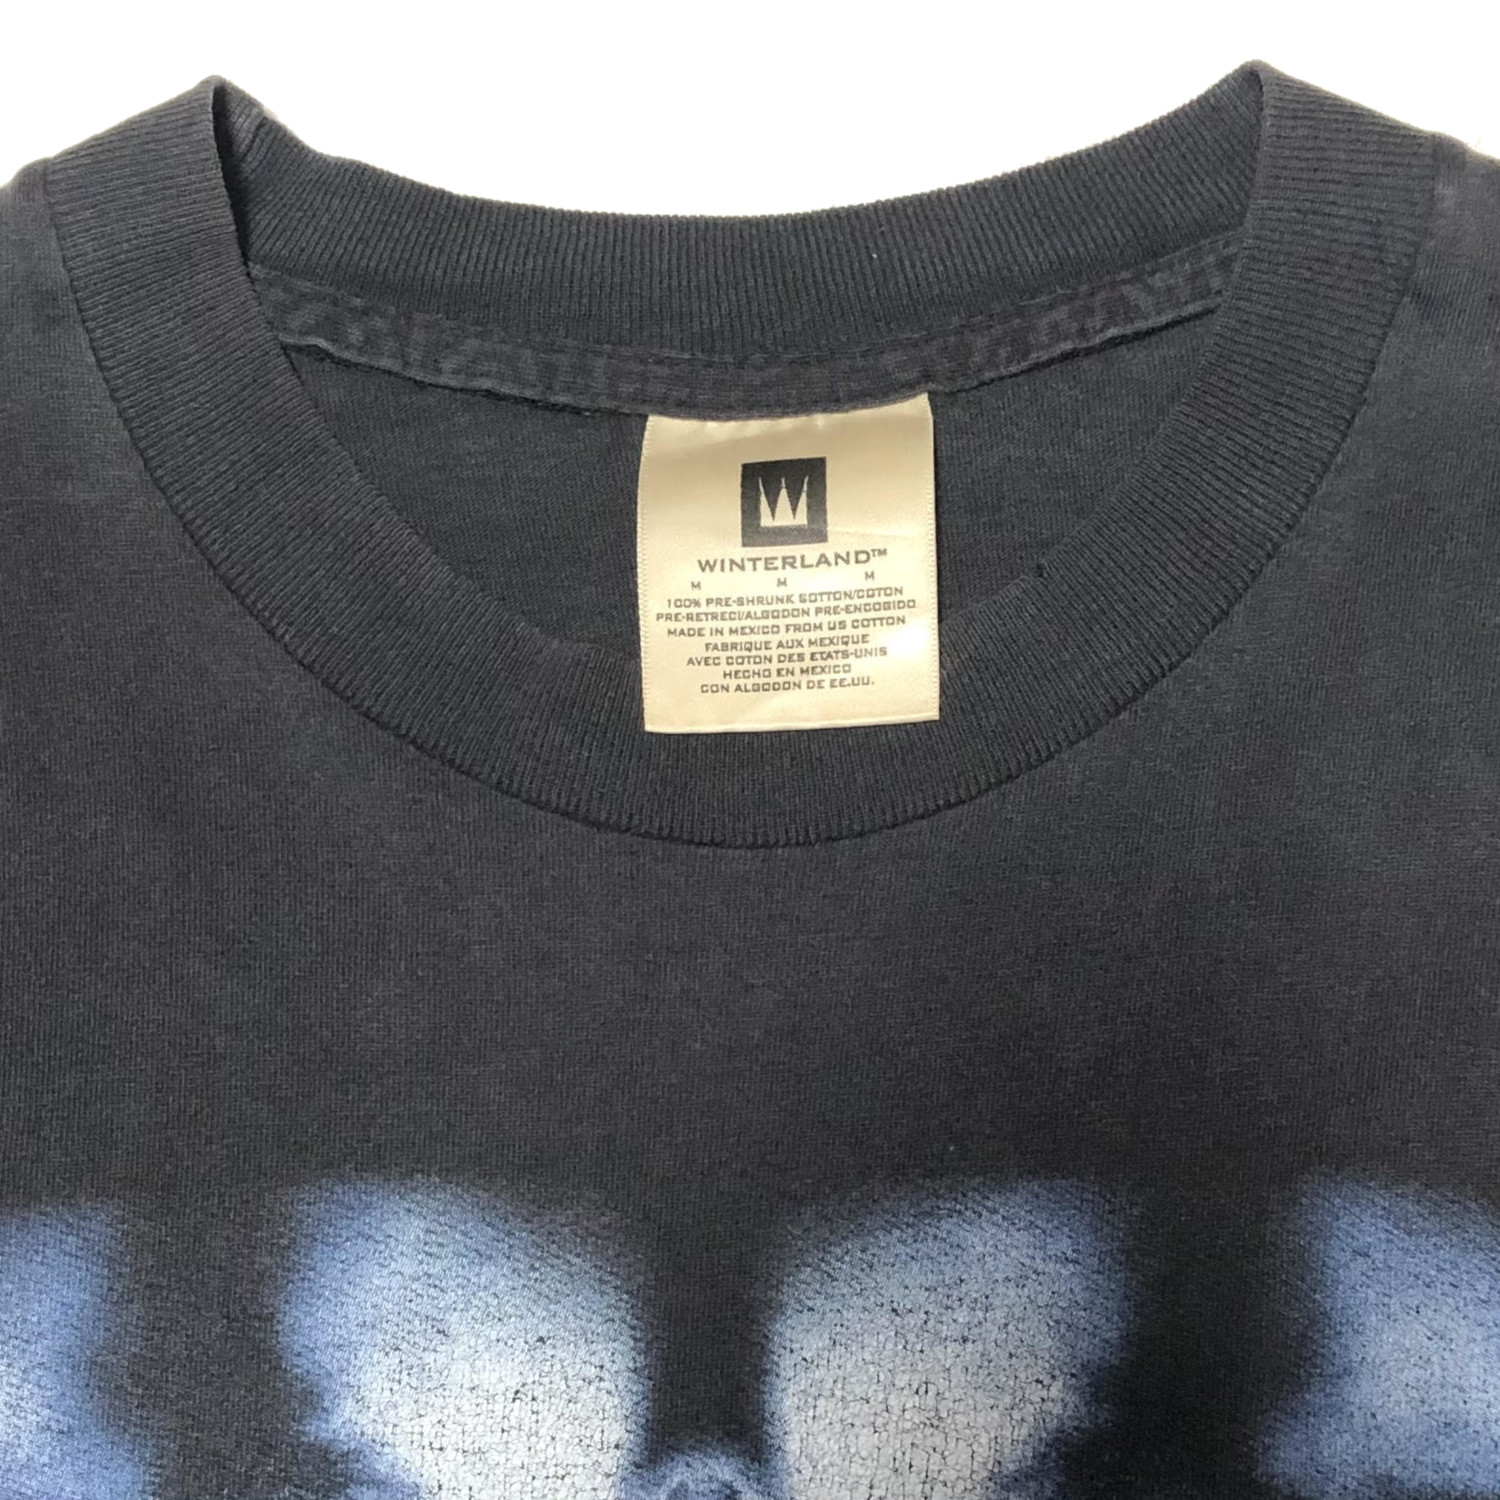 W
WINTERLAND™
M M M
100% PRE-SHRUNK COTTON/COTON
PRE-RETRECI/ALGODON PRE-ENCOGIDO
MADE IN MEXICO FROM US COTTON
FABRIQUE AUX MEXIQUE
AVEC COTON DES ETATS-UNIS
HECHO EN MEXICO
CON ALGODON DE EE.UU.